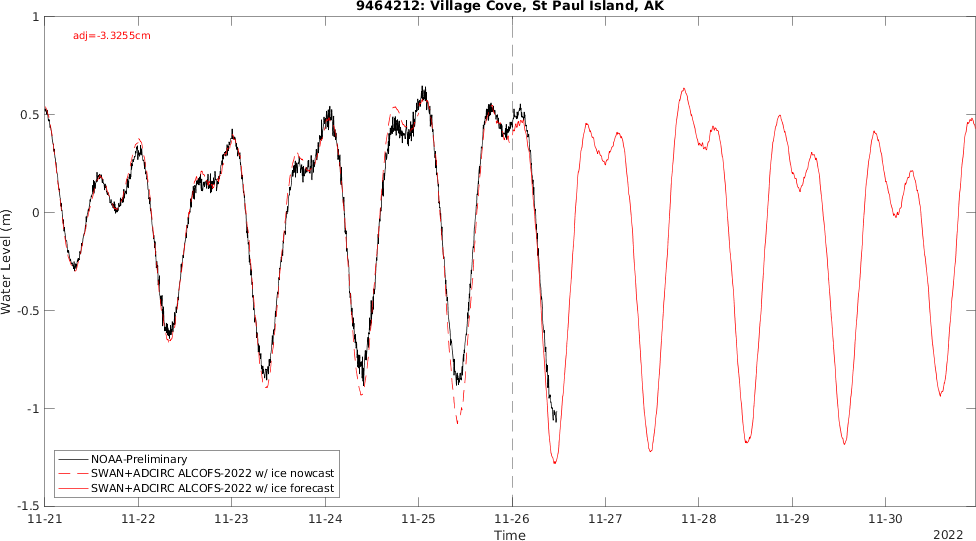 9464212: Village Cove, St Paul Island, AK
adj=-3.3255cm
1
0.5
0
-0.5
-1
-1.5
Water Level (m)
NOAA-Preliminary
SWAN+ADCIRC ALCOFS-2022 w/ ice nowcast
SWAN+ADCIRC ALCOFS-2022 w/ ice forecast
11-21 11-22 11-23 11-24 11-25 11-26 11-27 11-28 11-29 11-30
Time
2022